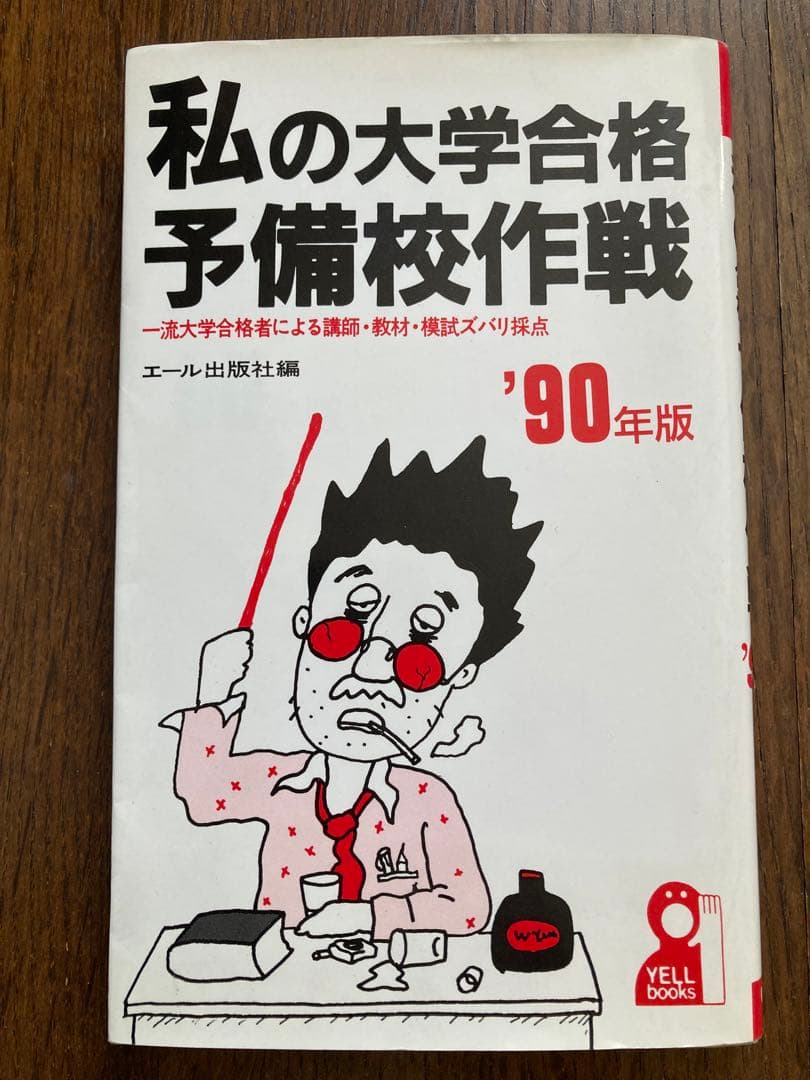 私の大学合格
予備校作戦
一流大学合格者による講師・教材・模試ズバリ採点
エール出版社編
'90年版
YELL
books